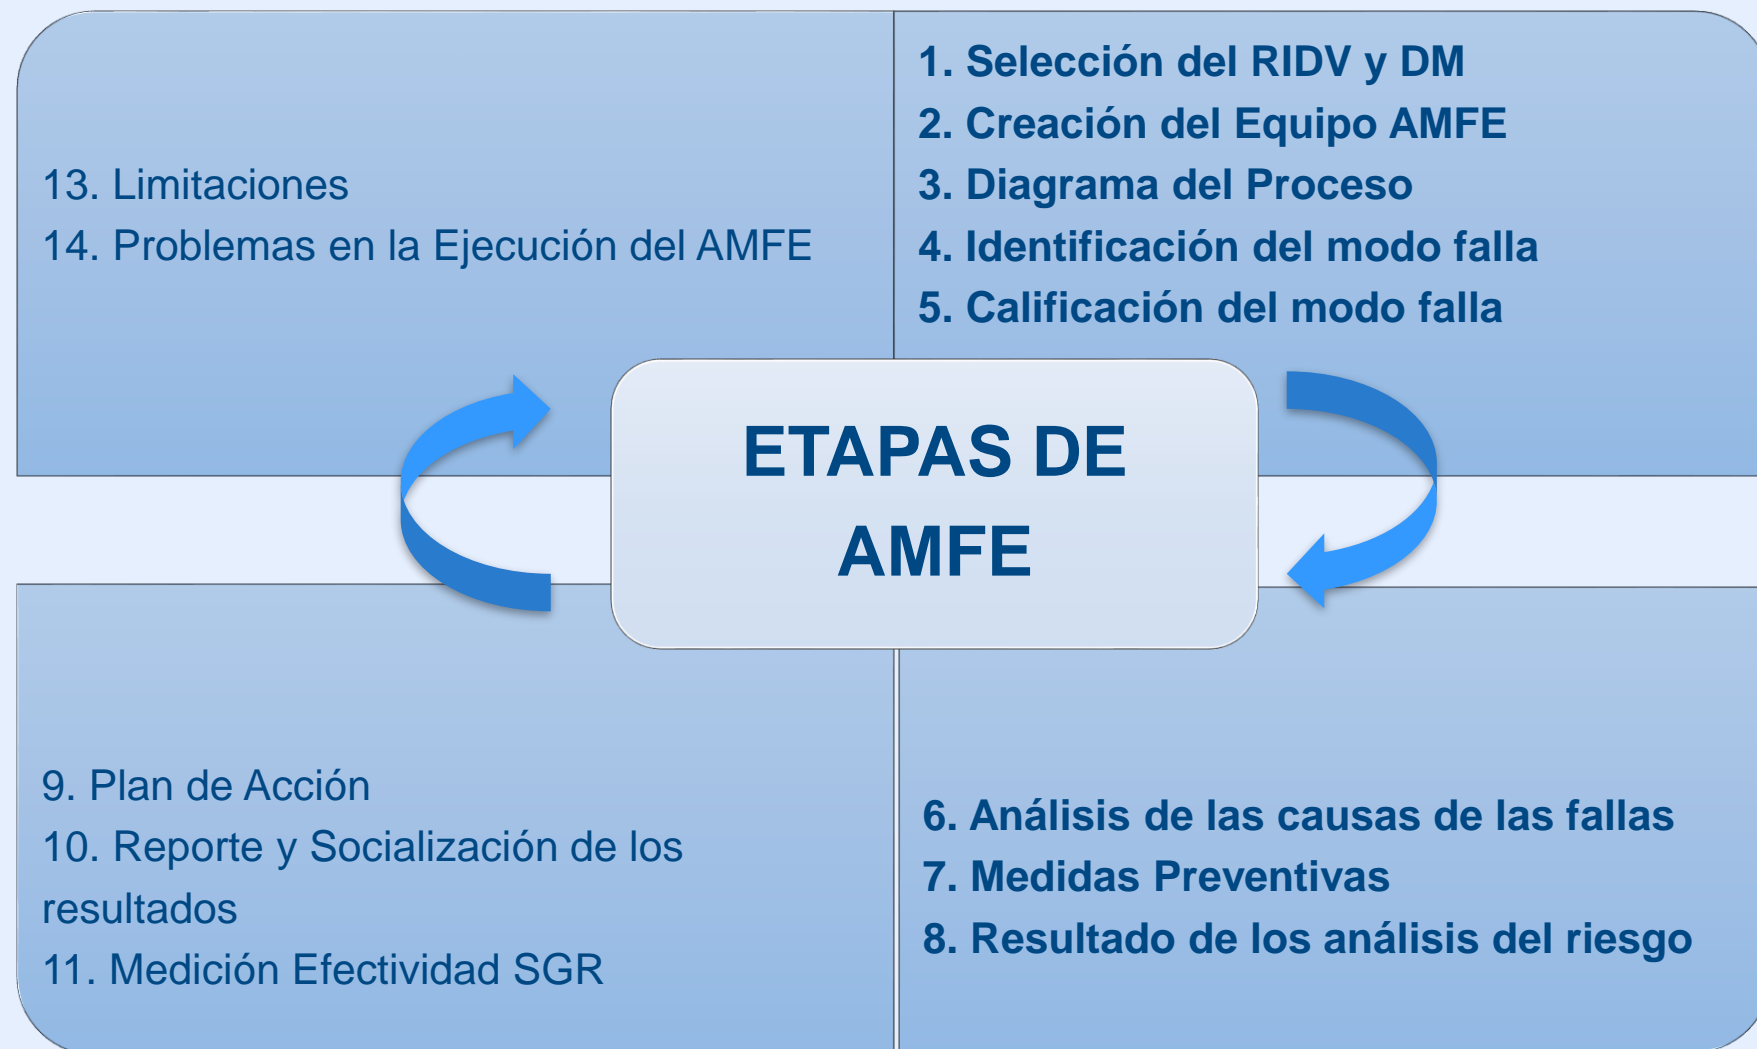 13. Limitaciones
14. Problemas en la Ejecución del AMFE
1. Selección del RIDV y DM
2. Creación del Equipo AMFE
3. Diagrama del Proceso
4. Identificación del modo falla
5. Calificación del modo falla
ETAPAS DE
AMFE
9. Plan de Acción
10. Reporte y Socialización de los
resultados
11. Medición Efectividad SGR
6. Análisis de las causas de las fallas
7. Medidas Preventivas
8. Resultado de los análisis del riesgo